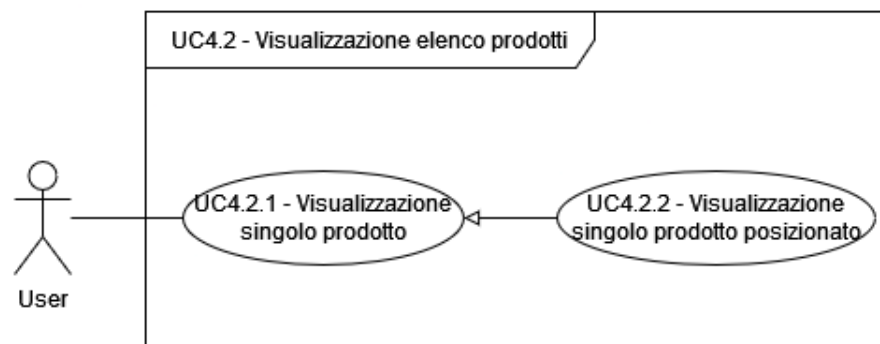 UC4.2 - Visualizzazione elenco prodotti
UC4.2.1 - Visualizzazione
singolo prodotto
UC4.2.2 - Visualizzazione
singolo prodotto posizionato
User